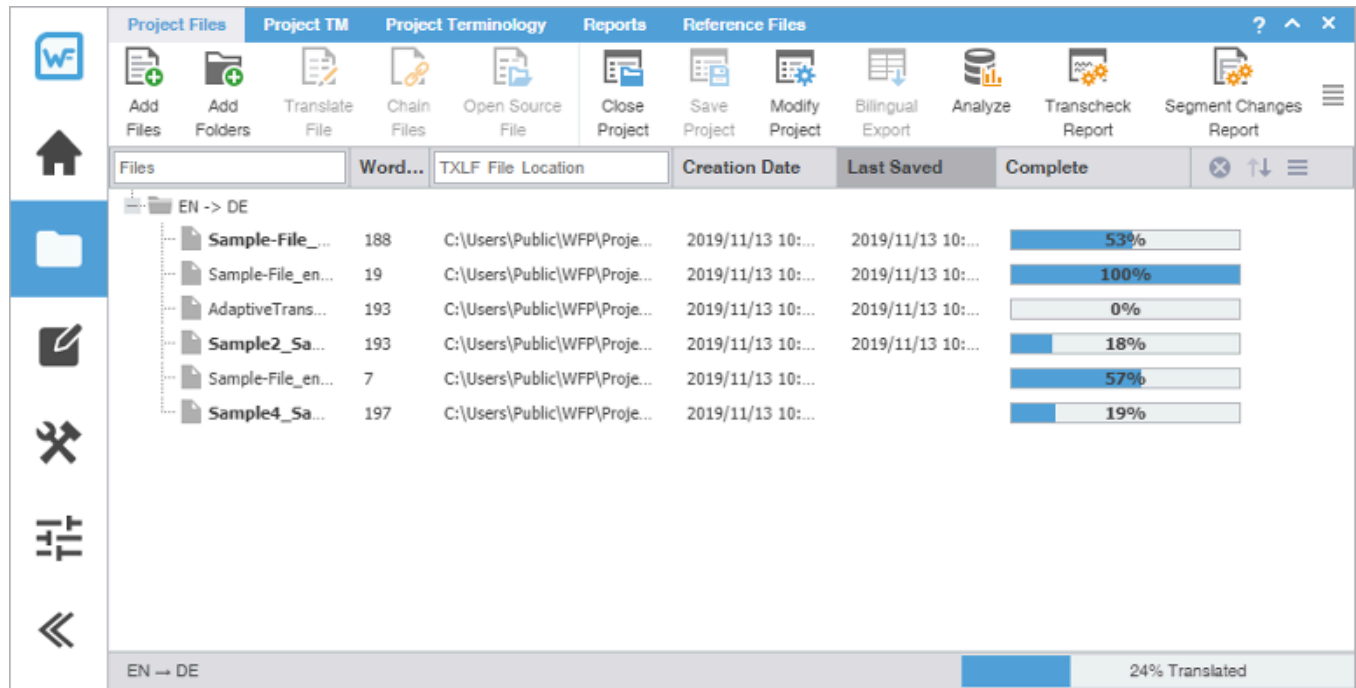 Project Files Project TM Project Terminology Reports Reference Files ? 
WF
Add Files
Add Folders
Translate File
Chain Files
Open Source File
Close Project
Save Project
Modify Project
Bilingual Export
Analyze
Transcheck Report
Segment Changes Report
Files Word... TXLF File Location Creation Date Last Saved Complete
EN -> DE
Sample-File_... 188 C:\Users\Public\WFP\Proje... 2019/11/13 10:... 2019/11/13 10:... 53%
Sample-File_en... 19 C:\Users\Public\WFP\Proje... 2019/11/13 10:... 2019/11/13 10:... 100%
AdaptiveTrans... 193 C:\Users\Public\WFP\Proje... 2019/11/13 10:... 2019/11/13 10:... 0%
Sample2_Sa... 193 C:\Users\Public\WFP\Proje... 2019/11/13 10:... 2019/11/13 10:... 18%
Sample-File_en... 7 C:\Users\Public\WFP\Proje... 2019/11/13 10:... 57%
Sample4_Sa... 197 C:\Users\Public\WFP\Proje... 2019/11/13 10:... 19%
EN → DE 24% Translated